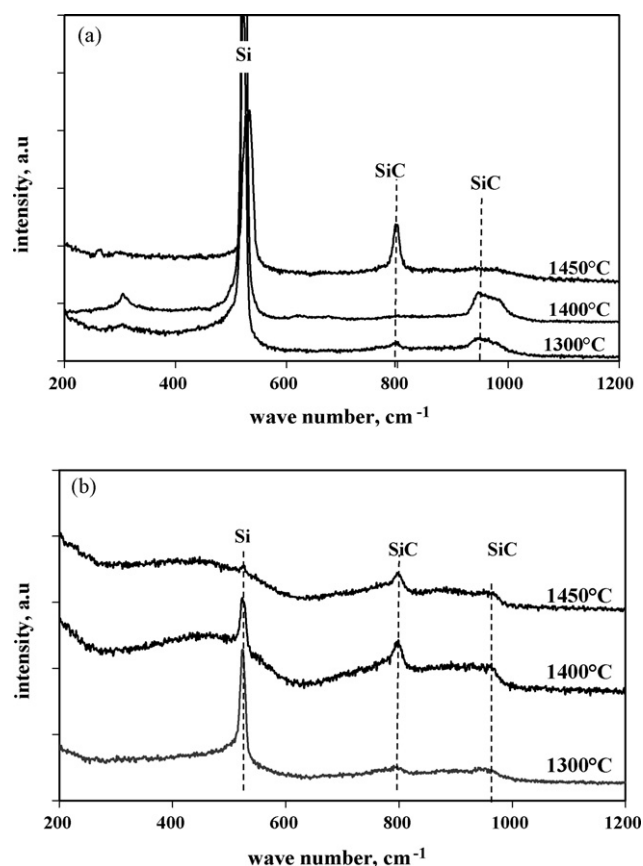 (a)
Si
SiC
SiC
1450°C
1400°C
1300°C
intensity, a.u
200 400 600 800 1000 1200
wave number, cm⁻¹
(b)
Si
SiC
SiC
1450°C
1400°C
1300°C
intensity, a.u
200 400 600 800 1000 1200
wave number, cm⁻¹